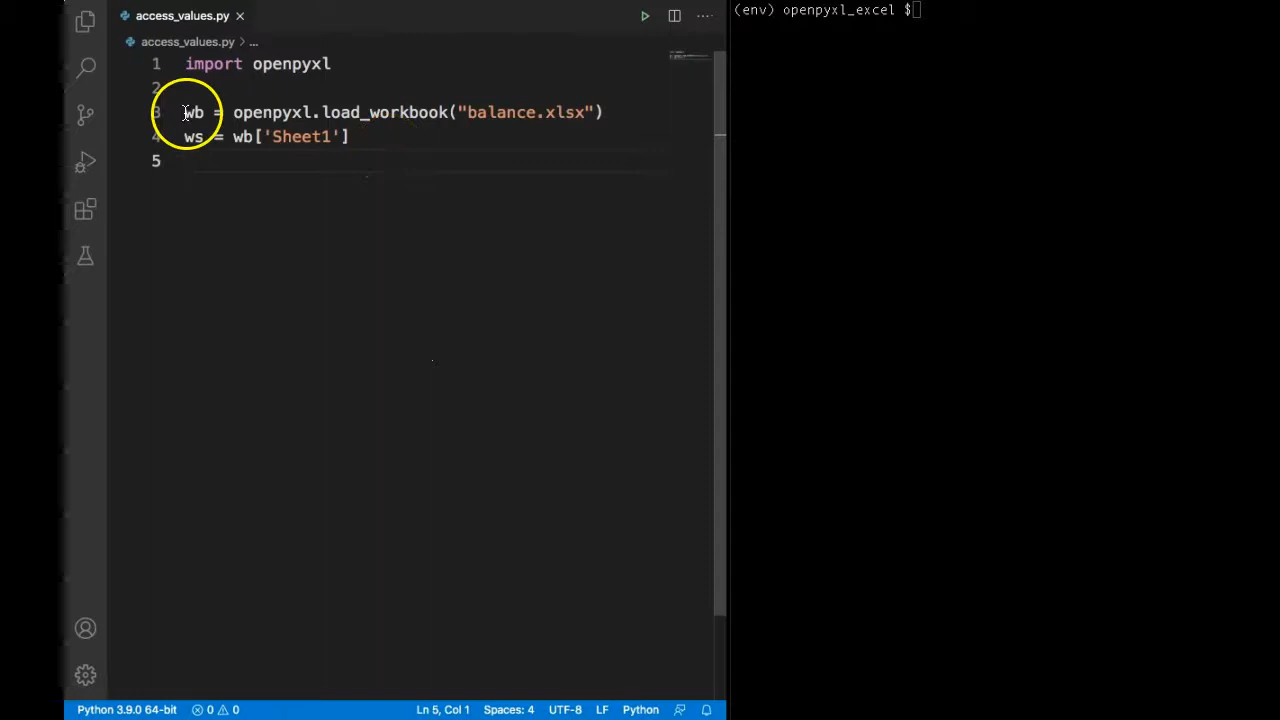 access_values.py
(env) openpyxl_excel $
access_values.py > ...
1 import openpyxl
2
3 wb = openpyxl.load_workbook("balance.xlsx")
4 ws = wb['Sheet1']
5
Python 3.9.0 64-bit 0 0 Ln 5, Col 1 Spaces: 4 UTF-8 LF Python